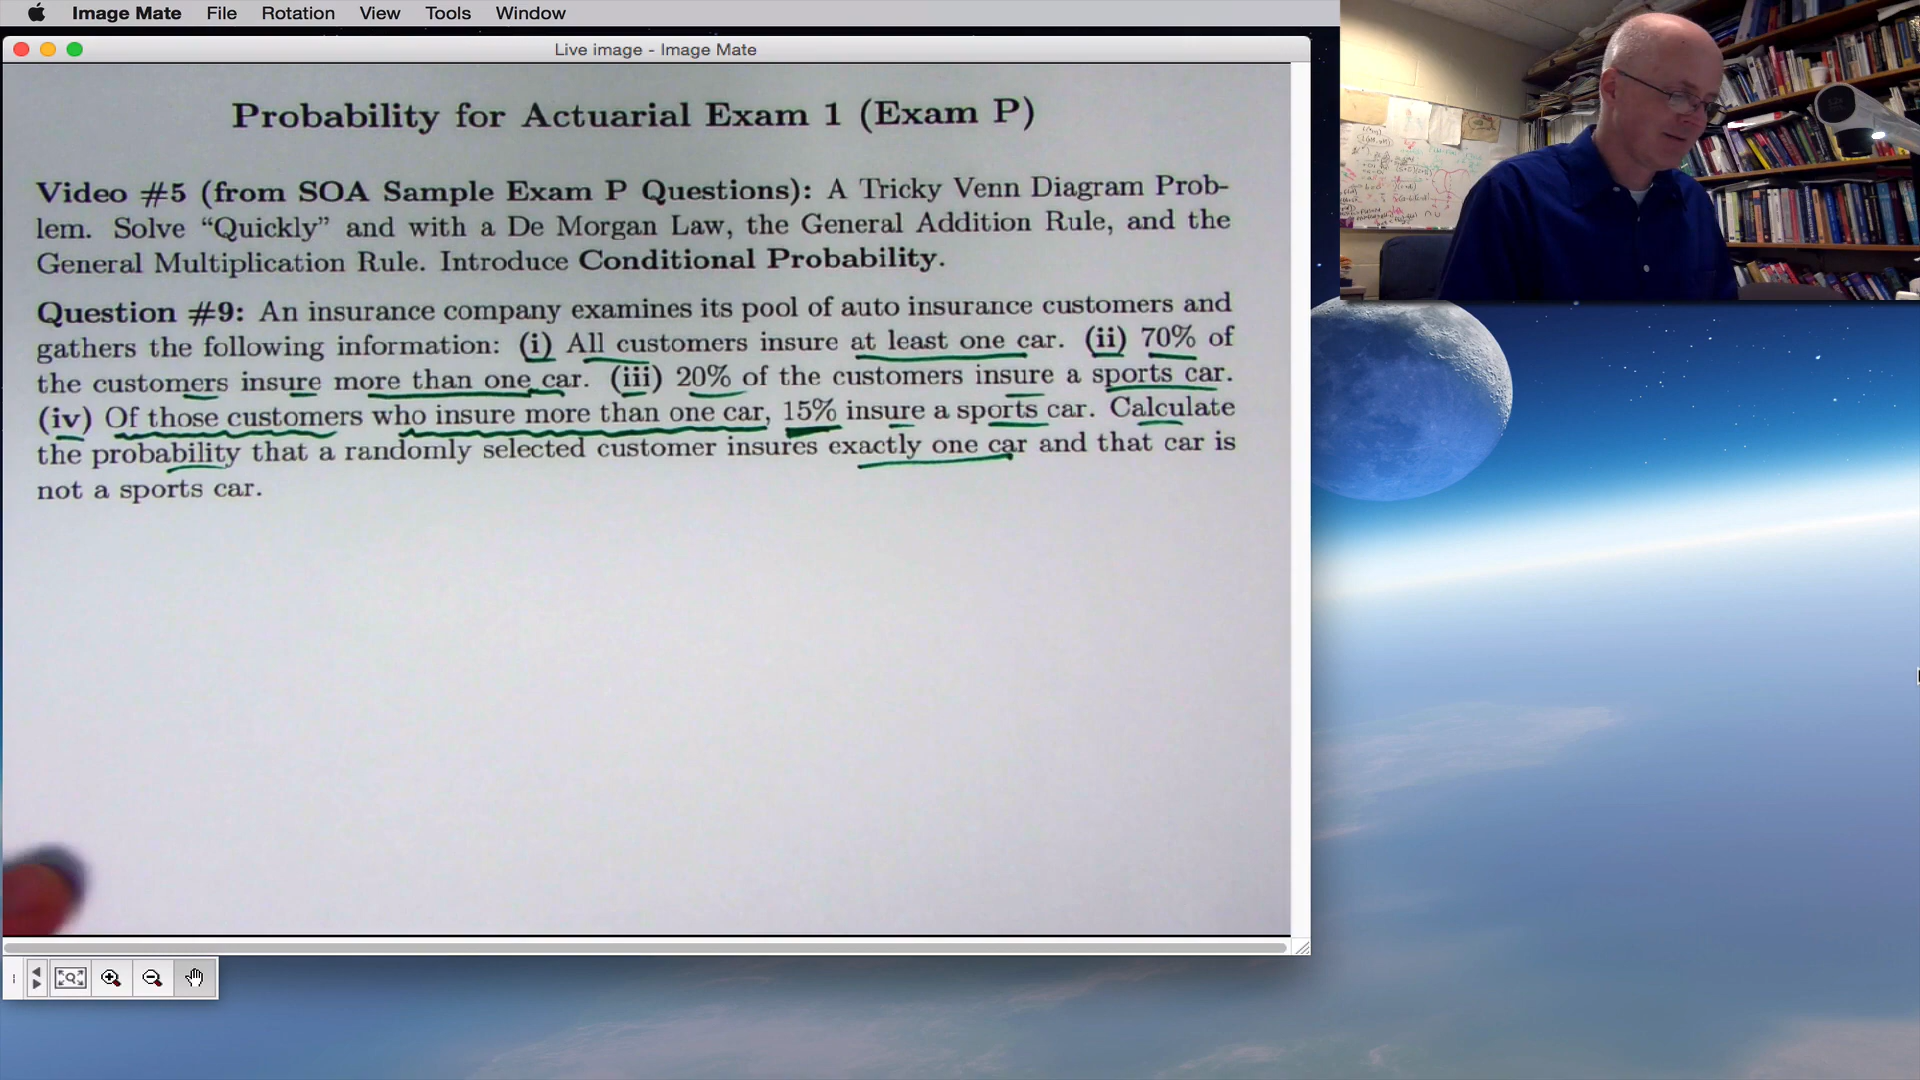 Image Mate File Rotation View Tools Window
Live image - Image Mate
Probability for Actuarial Exam 1 (Exam P)
Video #5 (from SOA Sample Exam P Questions): A Tricky Venn Diagram Prob-
lem. Solve “Quickly” and with a De Morgan Law, the General Addition Rule, and the
General Multiplication Rule. Introduce Conditional Probability.
Question #9: An insurance company examines its pool of auto insurance customers and
gathers the following information: (i) All customers insure at least one car. (ii) 70% of
the customers insure more than one car. (iii) 20% of the customers insure a sports car.
(iv) Of those customers who insure more than one car, 15% insure a sports car. Calculate
the probability that a randomly selected customer insures exactly one car and that car is
not a sports car.